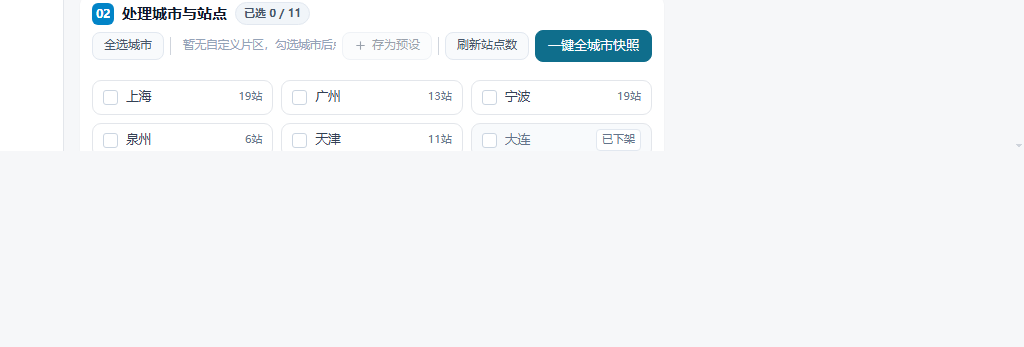 02 处理城市与站点 已选 0 / 11
全选城市 暂无自定义片区，勾选城市后 + 存为预设 刷新站点数 一键全城市快照
上海 19站 广州 13站 宁波 19站
泉州 6站 天津 11站 大连 已下架